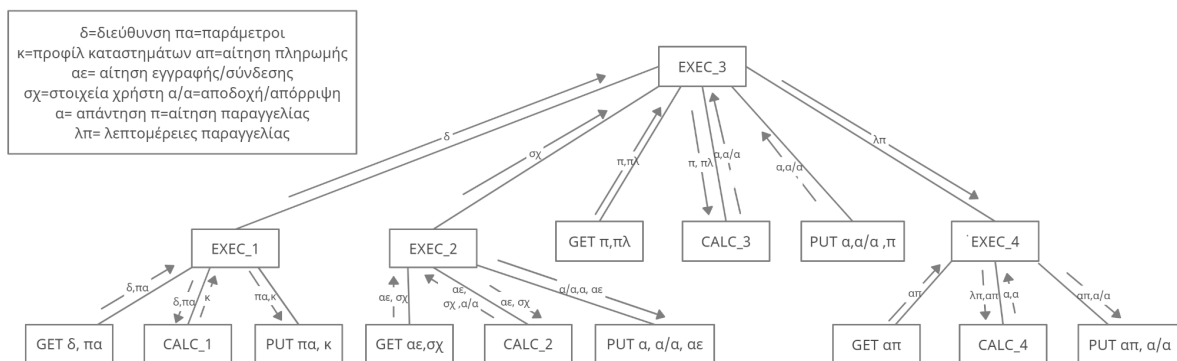 δ=διεύθυνση πα=παράμετροι
κ=προφίλ καταστημάτων απ=αίτηση πληρωμής
αε= αίτηση εγγραφής/σύνδεσης
σχ=στοιχεία χρήστη α/α=αποδοχή/απόρριψη
α= απάντηση π=αίτηση παραγγελίας
λπ= λεπτομέρειες παραγγελίας
EXEC_3
δ
σχ
π,πλ
π, πλ
α,α/α
α,α/α
λπ
EXEC_1
EXEC_2
GET π,πλ
CALC_3
PUT α,α/α ,π
`EXEC_4
δ,πα
δ,πα
κ
πα,κ
αε, σχ
αε,
σχ ,α/α
αε, σχ
α/α,α, αε
απ
λπ,απ
α,α
απ,α/α
GET δ, πα
CALC_1
PUT πα, κ
GET αε,σχ
CALC_2
PUT α, α/α, αε
GET απ
CALC_4
PUT απ, α/α